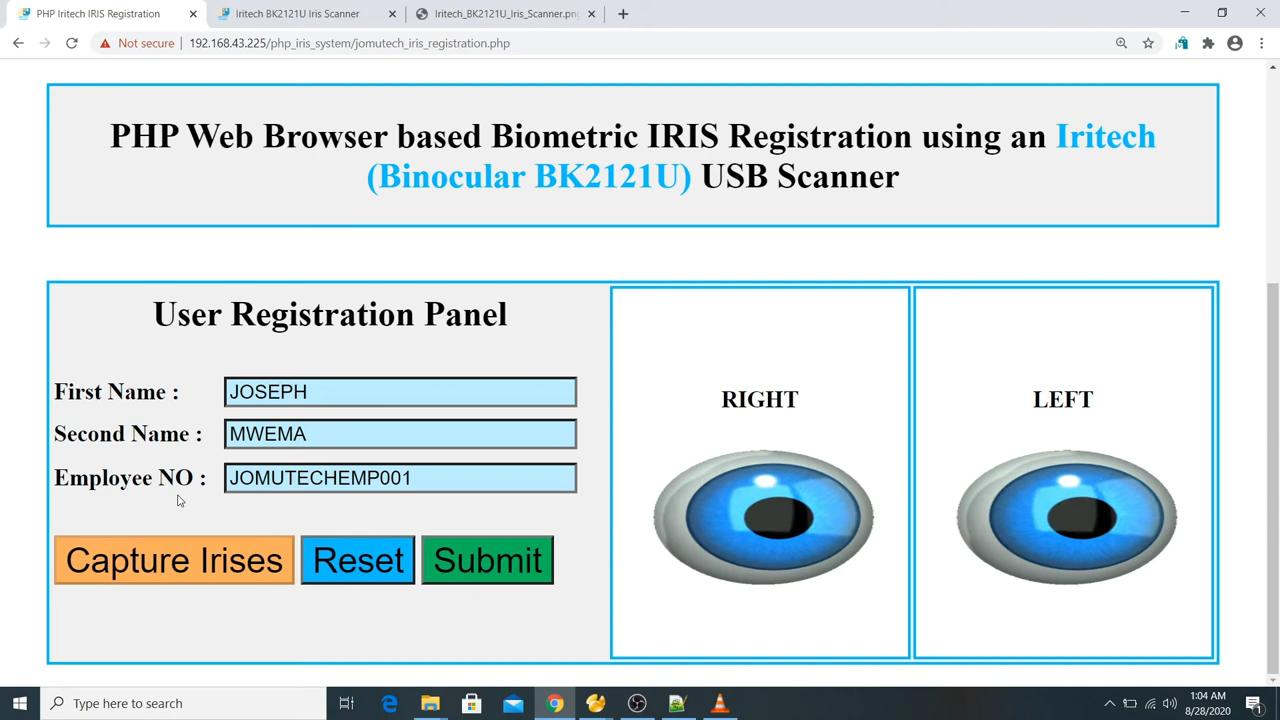 PHP Iritech IRIS Registration
Iritech BK2121U Iris Scanner
Iritech_BK2121U_Iris_Scanner.png
Not secure
192.168.43.225/php_iris_system/jomutech_iris_registration.php
PHP Web Browser based Biometric IRIS Registration using an Iritech
(Binocular BK2121U) USB Scanner
User Registration Panel
First Name : JOSEPH
Second Name : MWEMA
Employee NO : JOMUTECHEMP001
Capture Irises
Reset
Submit
RIGHT
LEFT
Type here to search
1:04 AM
8/28/2020
1